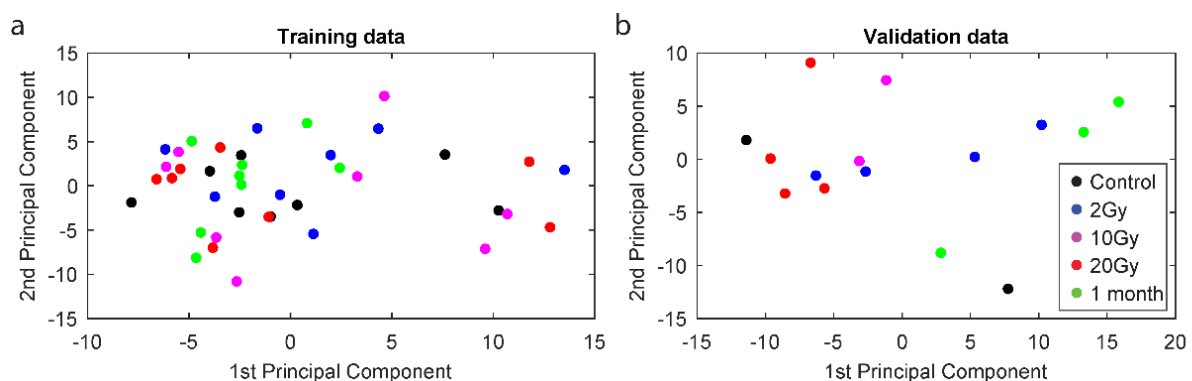 a
Training data
15
10
5
0
-5
-10
-15
2nd Principal Component
-10 -5 0 5 10 15
1st Principal Component
b
Validation data
10
5
0
-5
-10
-15
2nd Principal Component
-15 -10 -5 0 5 10 15 20
1st Principal Component
Control
2Gy
10Gy
20Gy
1 month